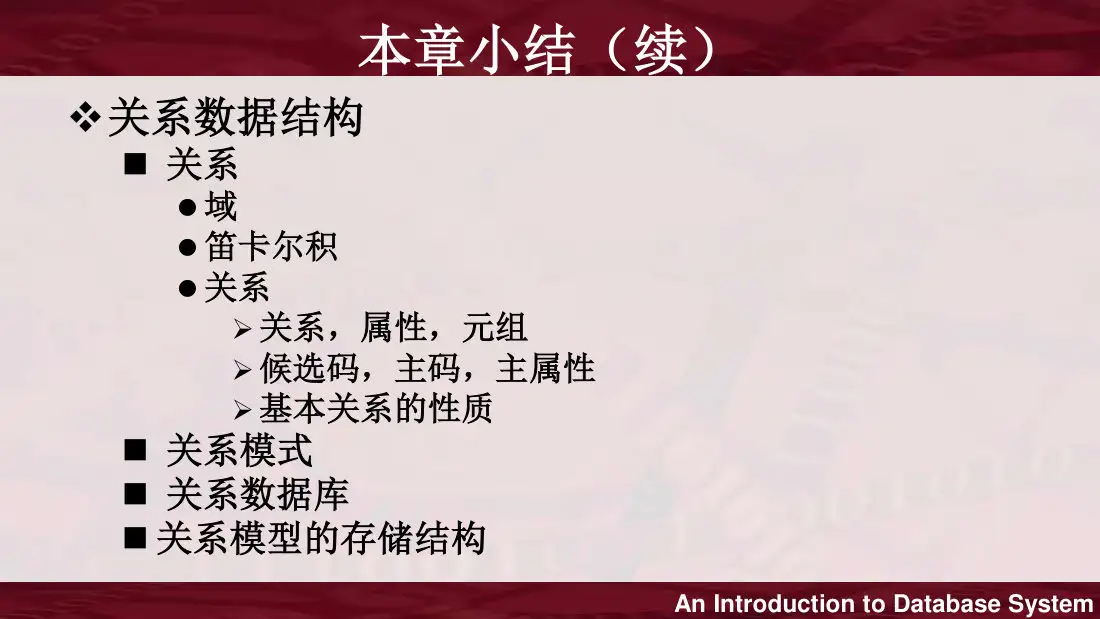 本章小结（续）
❖关系数据结构
■ 关系
●域
●笛卡尔积
●关系
➢关系，属性，元组
➢候选码，主码，主属性
➢基本关系的性质
■ 关系模式
■ 关系数据库
■关系模型的存储结构
An Introduction to Database System